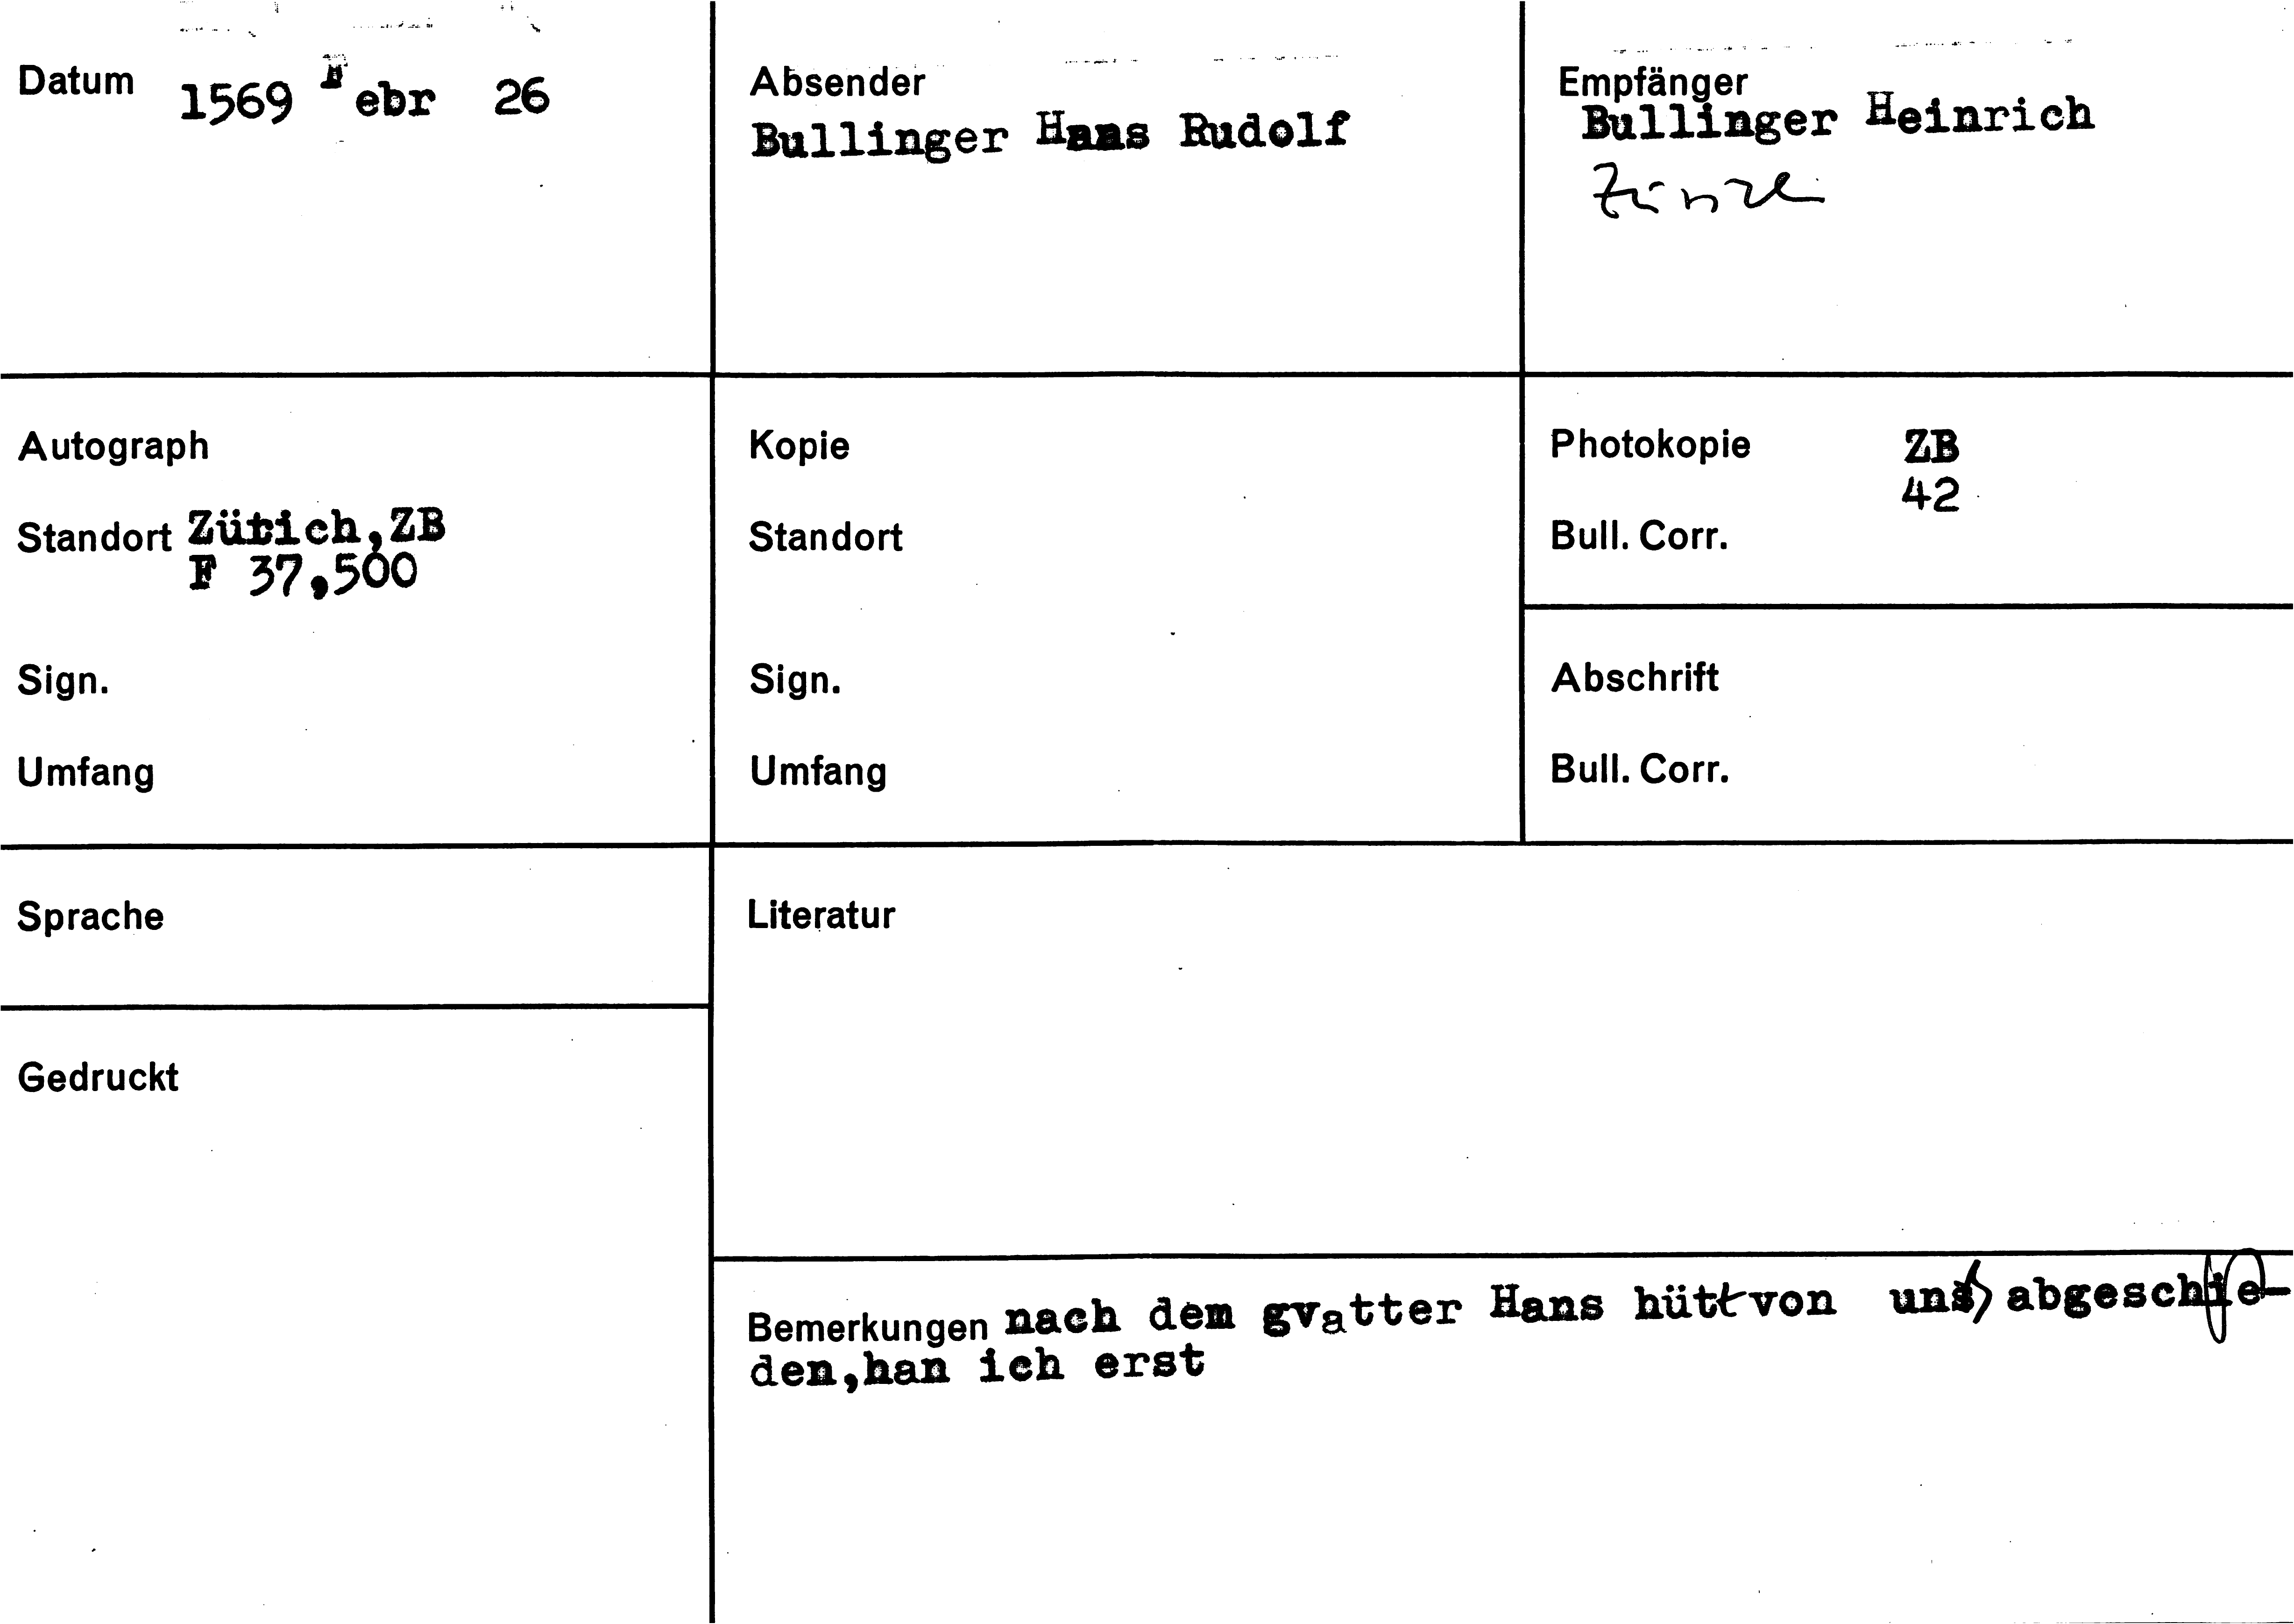 Datum 1569 Febr 26
Absender
Bullinger Hans Rudolf
Empfänger
Bullinger Heinrich
Autograph
Standort Zürich,ZB
F 37,500
Sign.
Umfang
Kopie
Standort
Sign.
Umfang
Photokopie ZB
42
Bull. Corr.
Abschrift
Bull. Corr.
Sprache
Literatur
Gedruckt
Bemerkungen nach dem gvatter Hans hütt von uns abgeschie-
den,han ich erst